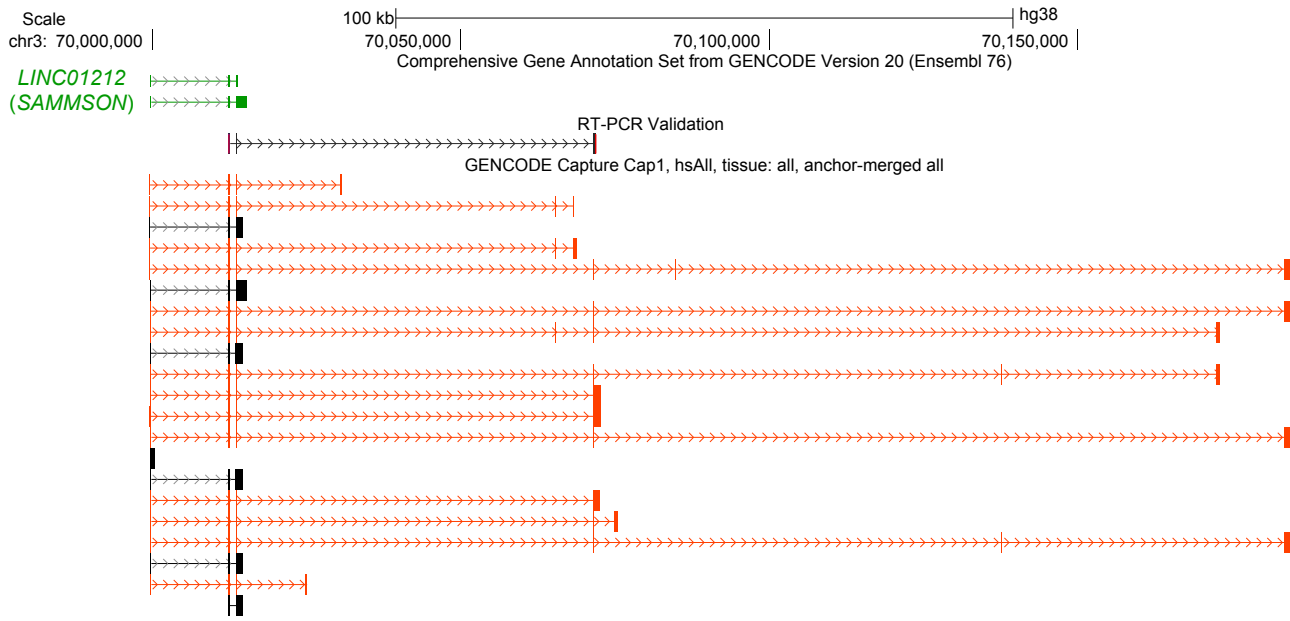 Scale 100 kb hg38
chr3: 70,000,000 70,050,000 70,100,000 70,150,000
Comprehensive Gene Annotation Set from GENCODE Version 20 (Ensembl 76)
LINC01212
(SAMMSON)
RT-PCR Validation
GENCODE Capture Cap1, hsAll, tissue: all, anchor-merged all